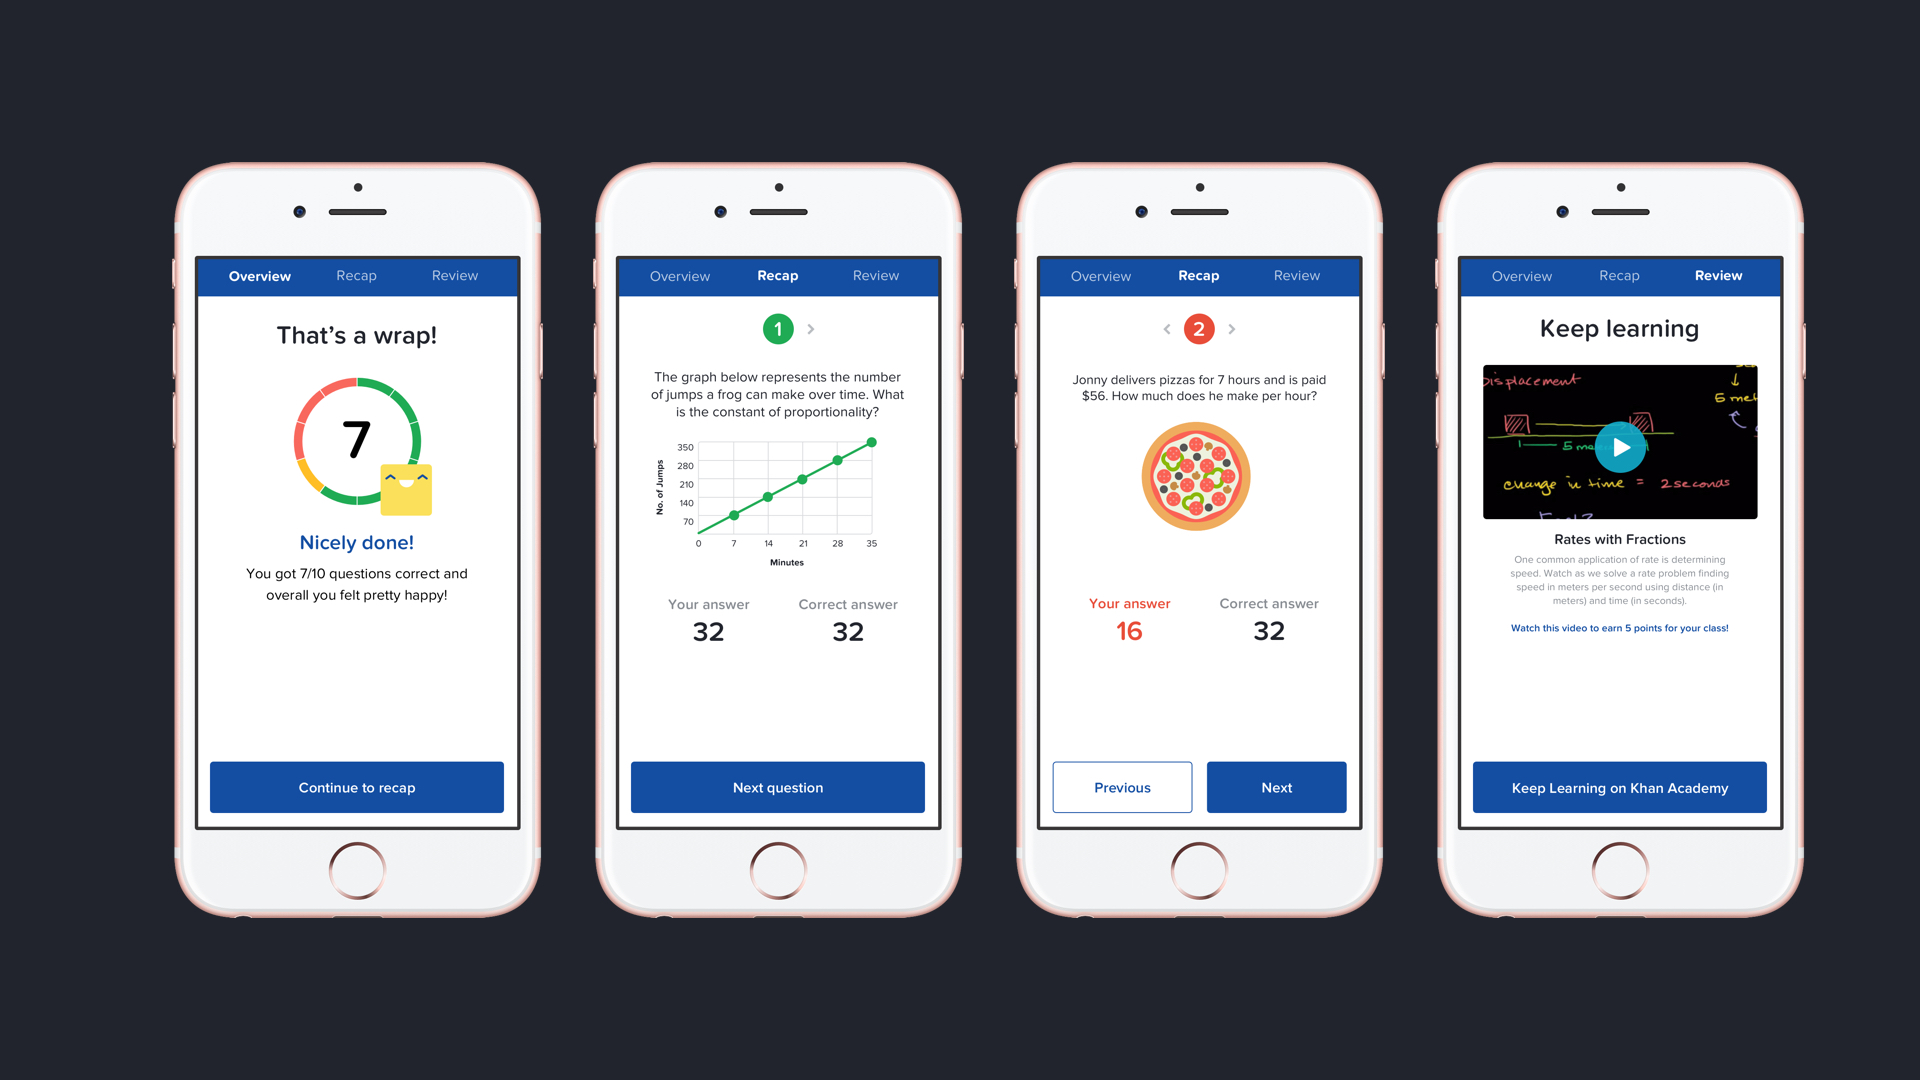 Overview Recap Review
That's a wrap!
7
Nicely done!
You got 7/10 questions correct and
overall you felt pretty happy!
Continue to recap
Overview Recap Review
1
The graph below represents the number
of jumps a frog can make over time. What
is the constant of proportionality?
No. of Jumps
350
280
210
140
70
0 7 14 21 28 35
Minutes
Your answer Correct answer
32 32
Next question
Overview Recap Review
2
Jonny delivers pizzas for 7 hours and is paid
$56. How much does he make per hour?
Your answer Correct answer
16 32
Previous Next
Overview Recap Review
Keep learning
Displacement
5 met
5 me
change in time = 2 seconds
Rates with Fractions
One common application of rate is determining
speed. Watch as we solve a rate problem finding
speed in meters per second using distance (in
meters) and time (in seconds).
Watch this video to earn 5 points for your class!
Keep Learning on Khan Academy